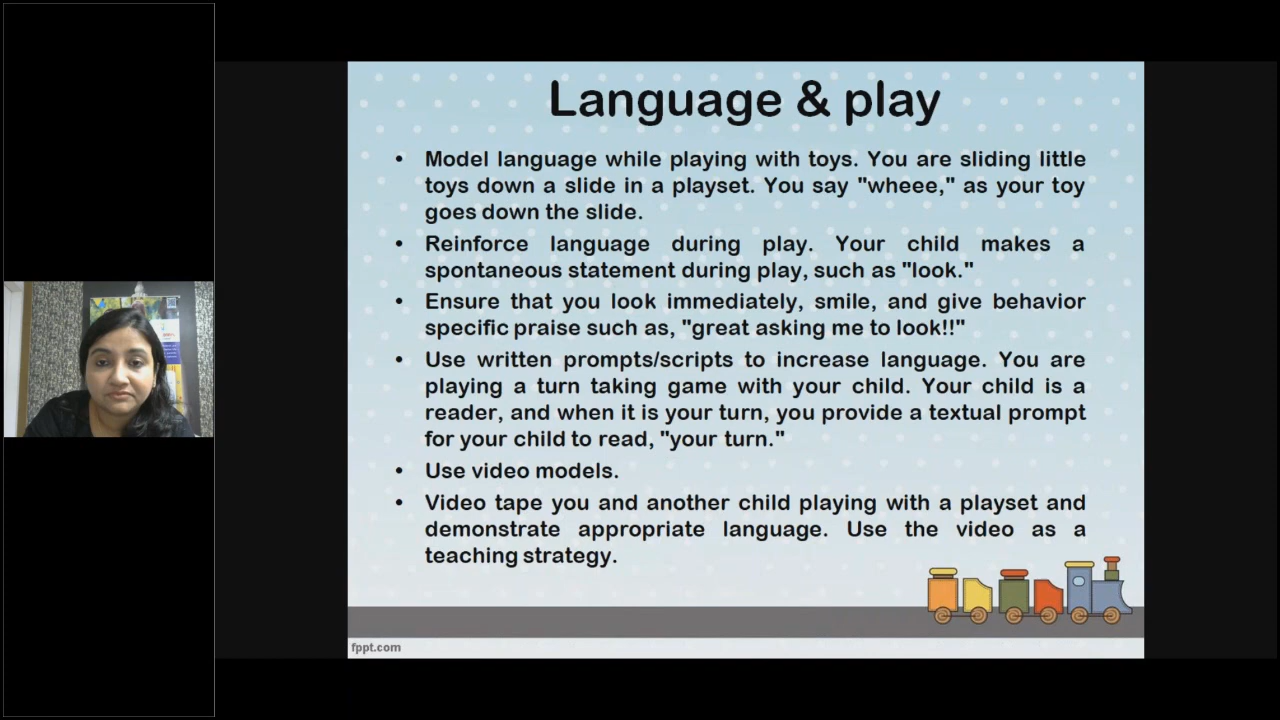 Language & play
• Model language while playing with toys. You are sliding little
toys down a slide in a playset. You say "wheee," as your toy
goes down the slide.
• Reinforce language during play. Your child makes a
spontaneous statement during play, such as "look."
• Ensure that you look immediately, smile, and give behavior
specific praise such as, "great asking me to look!!"
• Use written prompts/scripts to increase language. You are
playing a turn taking game with your child. Your child is a
reader, and when it is your turn, you provide a textual prompt
for your child to read, "your turn."
• Use video models.
• Video tape you and another child playing with a playset and
demonstrate appropriate language. Use the video as a
teaching strategy.
fppt.com